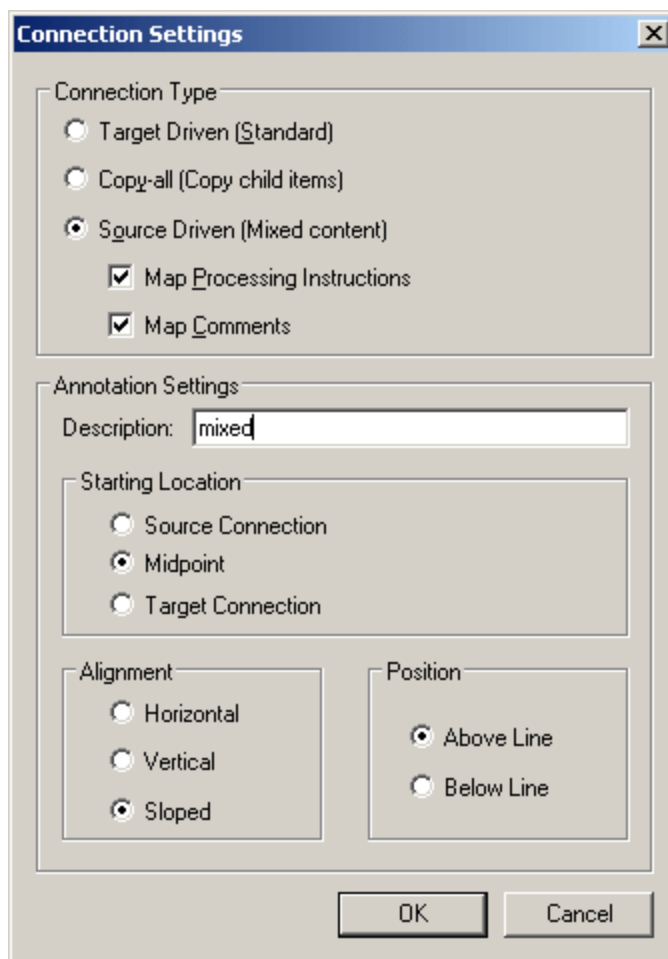 Connection Settings
Connection Type
Target Driven (Standard)
Copy-all (Copy child items)
Source Driven (Mixed content)
Map Processing Instructions
Map Comments
Annotation Settings
Description: mixed
Starting Location
Source Connection
Midpoint
Target Connection
Alignment
Horizontal
Vertical
Sloped
Position
Above Line
Below Line
OK Cancel